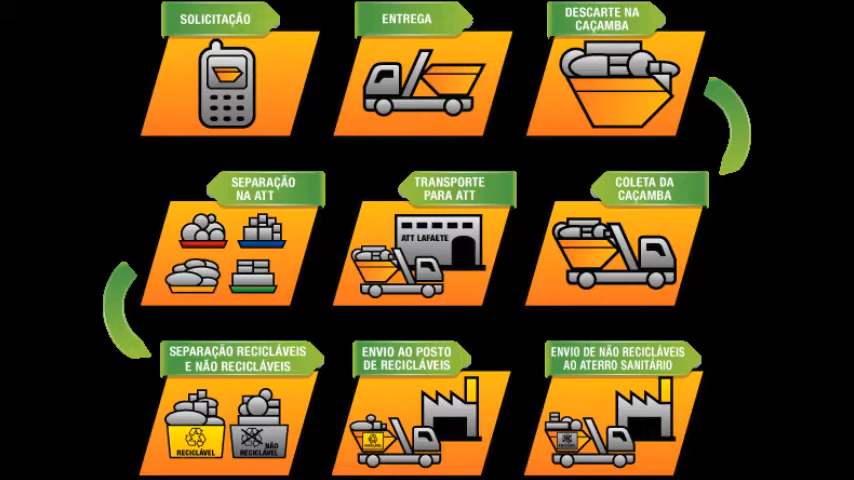 SOLICITAÇÃO
ENTREGA
DESCARTE NA
CAÇAMBA
COLETA DA
CAÇAMBA
TRANSPORTE
PARA ATT
ATT LAFAETE
SEPARAÇÃO
NA ATT
SEPARAÇÃO RECICLÁVEIS
E NÃO RECICLÁVEIS
RECICLÁVEL
NÃO
RECICLÁVEL
ENVIO AO POSTO
DE RECICLÁVEIS
ENVIO DE NÃO RECICLÁVEIS
AO ATERRO SANITÁRIO